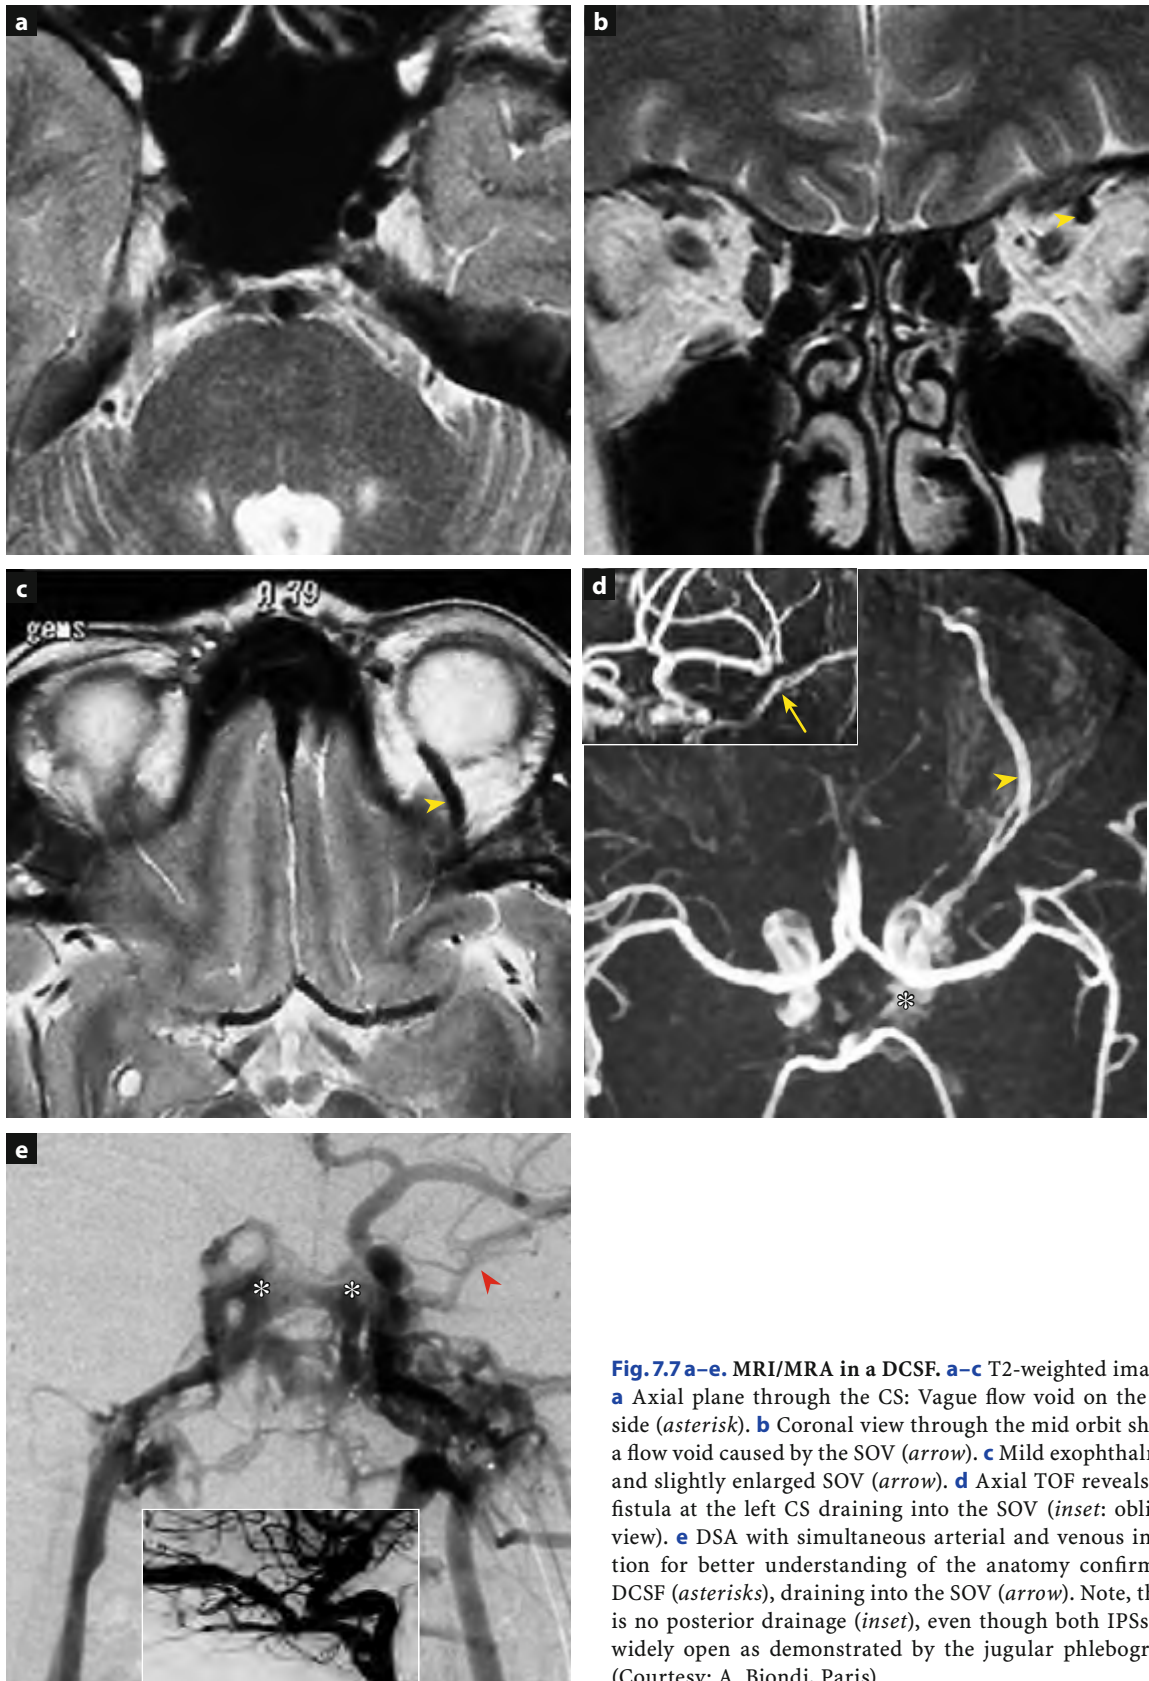 a
b
c
A 79
gems
d
*
e
* *
Fig. 7.7 a–e. MRI/MRA in a DCSF. a–c T2-weighted ima
a Axial plane through the CS: Vague flow void on the
side (asterisk). b Coronal view through the mid orbit sh
a flow void caused by the SOV (arrow). c Mild exophthal
and slightly enlarged SOV (arrow). d Axial TOF reveals
fistula at the left CS draining into the SOV (inset: obli
view). e DSA with simultaneous arterial and venous in
tion for better understanding of the anatomy confirm
DCSF (asterisks), draining into the SOV (arrow). Note, th
is no posterior drainage (inset), even though both IPSs
widely open as demonstrated by the jugular phlebogr
(Courtesy: A. Biondi, Paris)